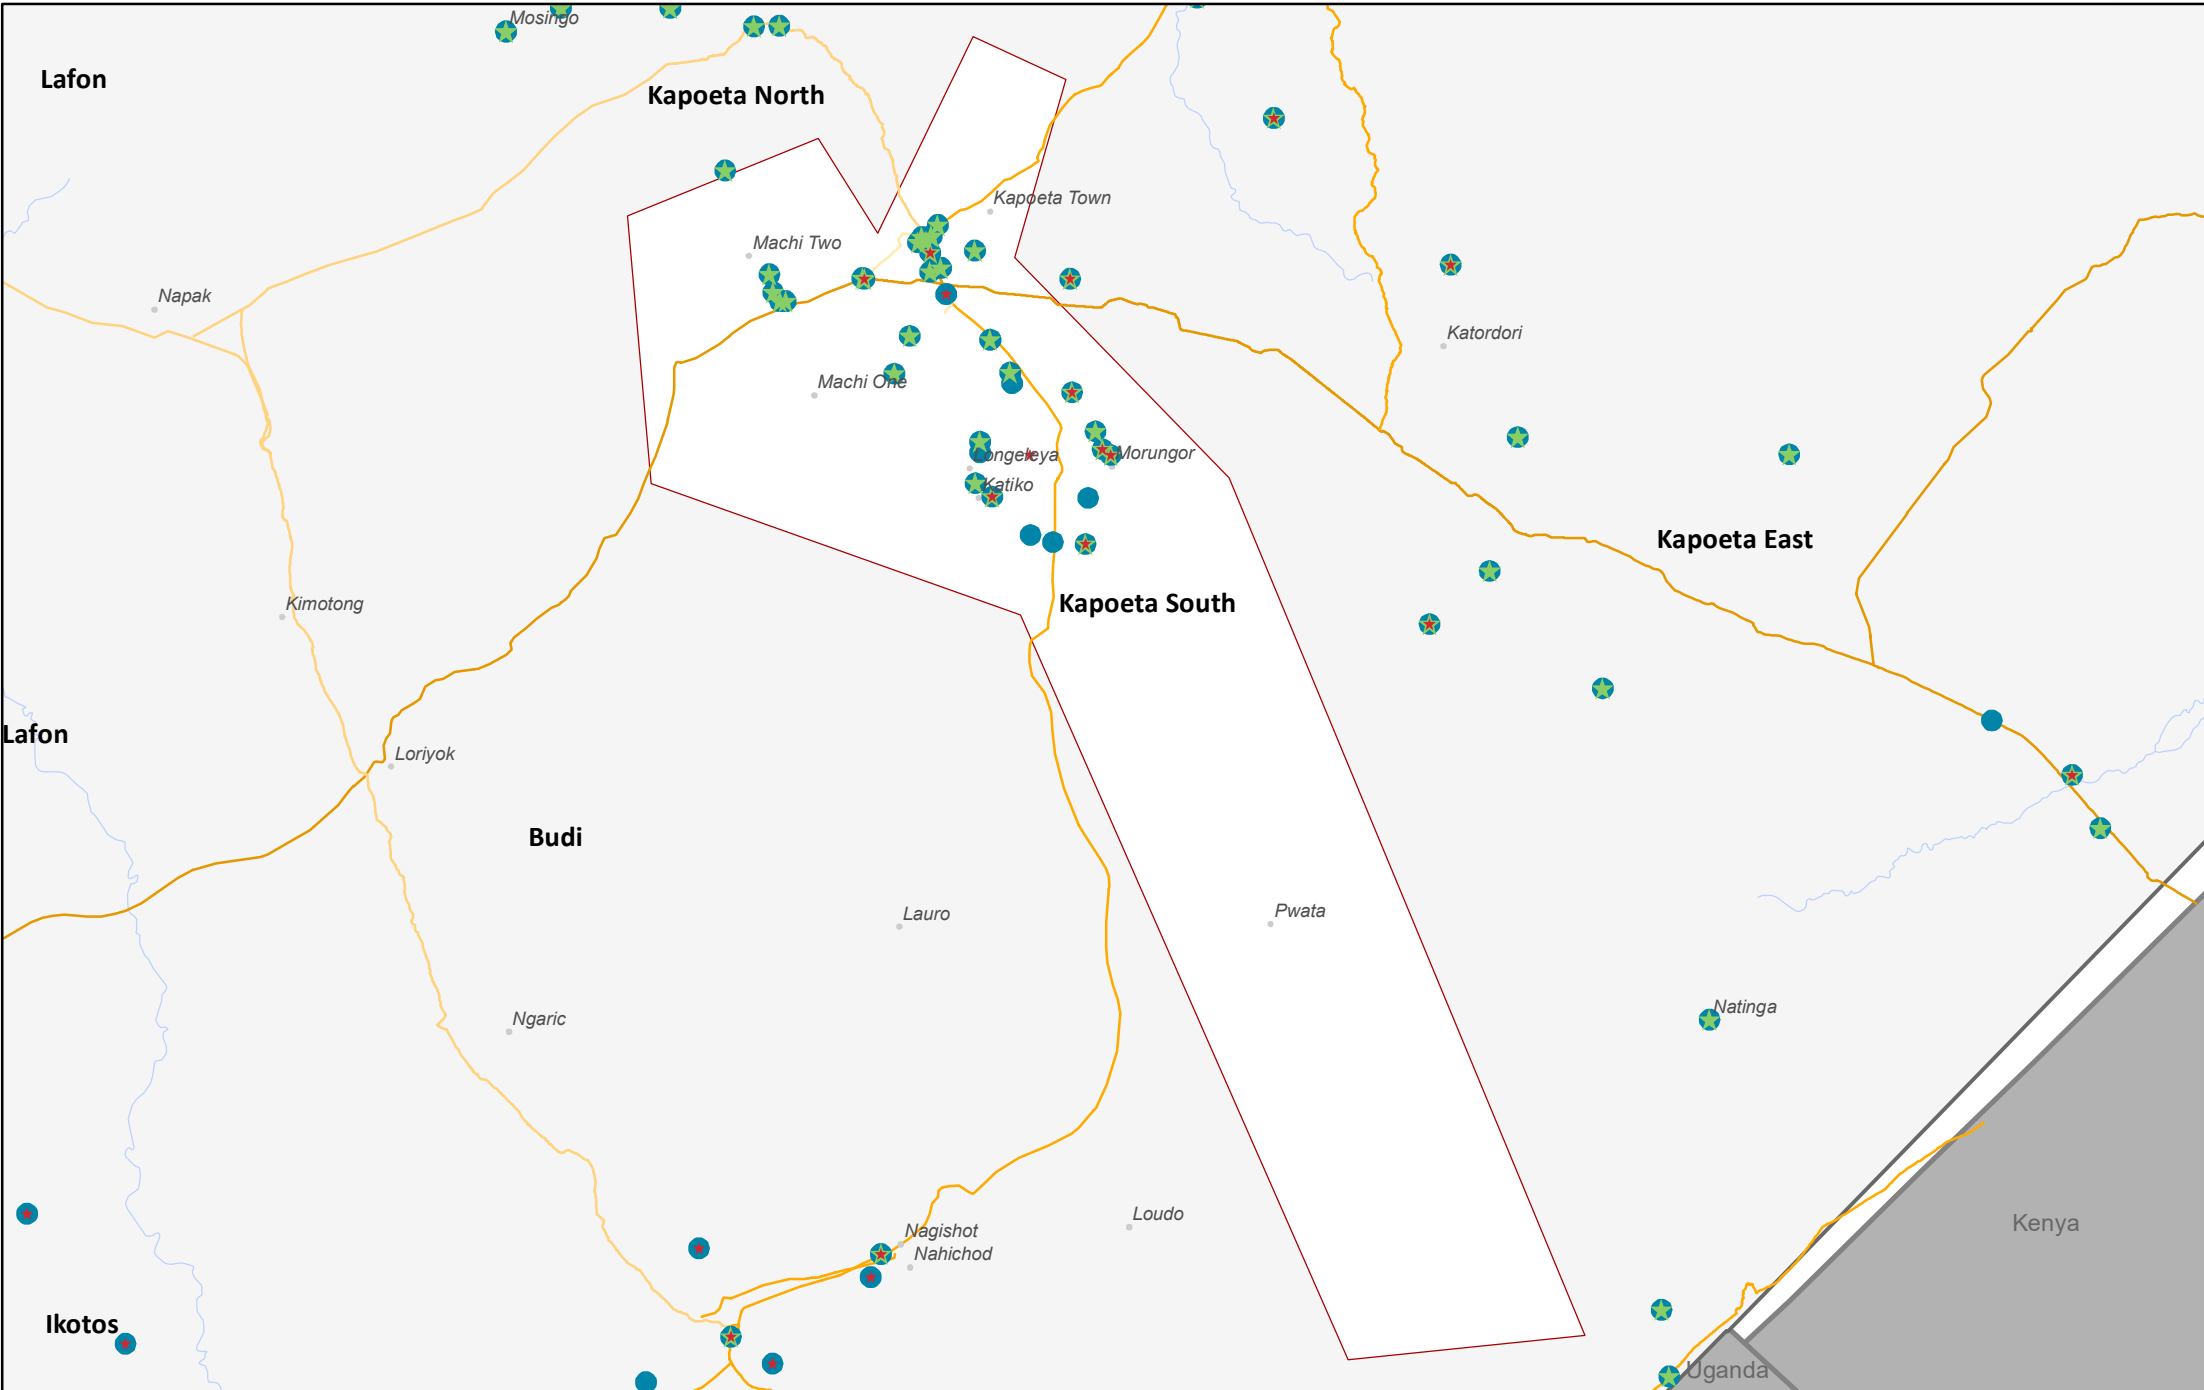 Mosingo
Lafon
Kapoeta North
Kapoeta Town
Machi Two
Napak
Katordori
Machi One
Longeleya
Morungor
Katiko
Kapoeta East
Kimotong
Kapoeta South
Lafon
Loriyok
Budi
Lauro
Pwata
Natinga
Ngaric
Loudo
Kenya
Nagishot
Nahichod
Ikotos
Uganda